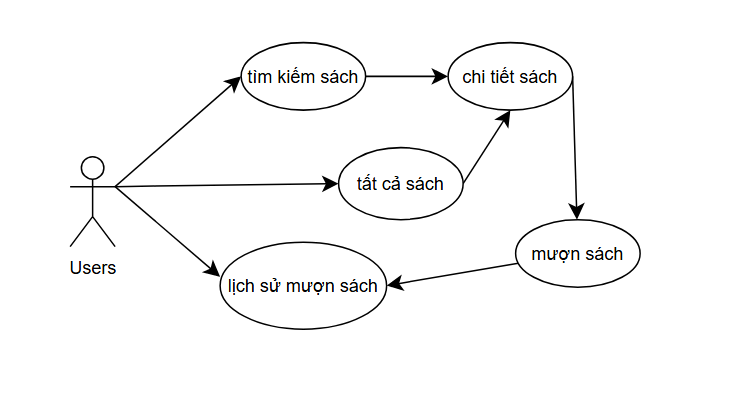 tìm kiếm sách
chi tiết sách
tất cả sách
Users
mượn sách
lịch sử mượn sách